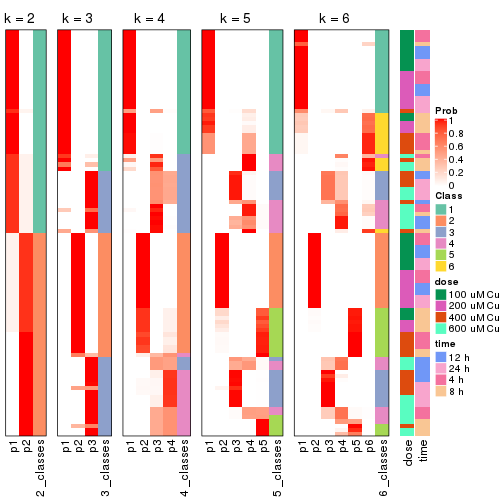 k = 2
k = 3
k = 4
k = 5
k = 6
Prob
1
0.8
0.6
0.4
0.2
0
Class
1
2
3
4
5
6
dose
100 uM Cu
200 uM Cu
400 uM Cu
600 uM Cu
time
12 h
24 h
4 h
8 h
p1
p2
2_classes
p1
p2
p3
3_classes
p1
p2
p3
p4
4_classes
p1
p2
p3
p4
p5
5_classes
p1
p2
p3
p4
p5
p6
6_classes
dose
time